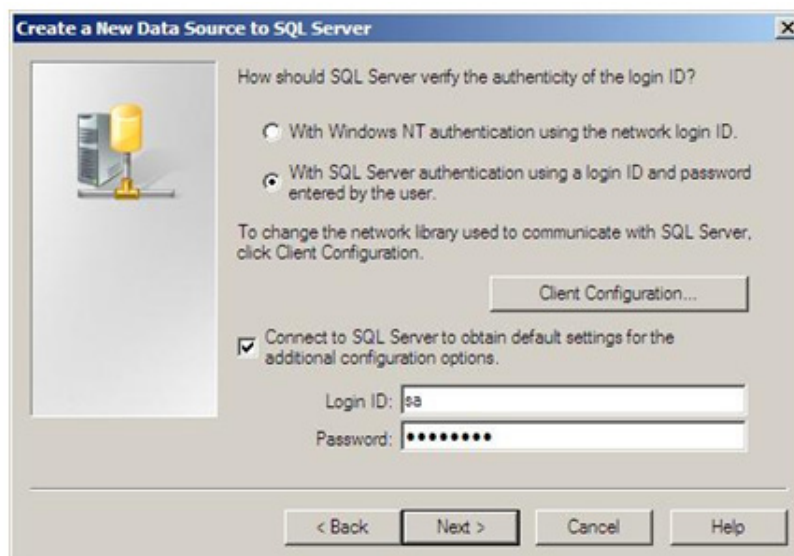 Create a New Data Source to SQL Server
How should SQL Server verify the authenticity of the login ID?
With Windows NT authentication using the network login ID.
With SQL Server authentication using a login ID and password
entered by the user.
To change the network library used to communicate with SQL Server,
click Client Configuration.
Client Configuration...
Connect to SQL Server to obtain default settings for the
additional configuration options.
Login ID: sa
Password: ••••••••
< Back Next > Cancel Help